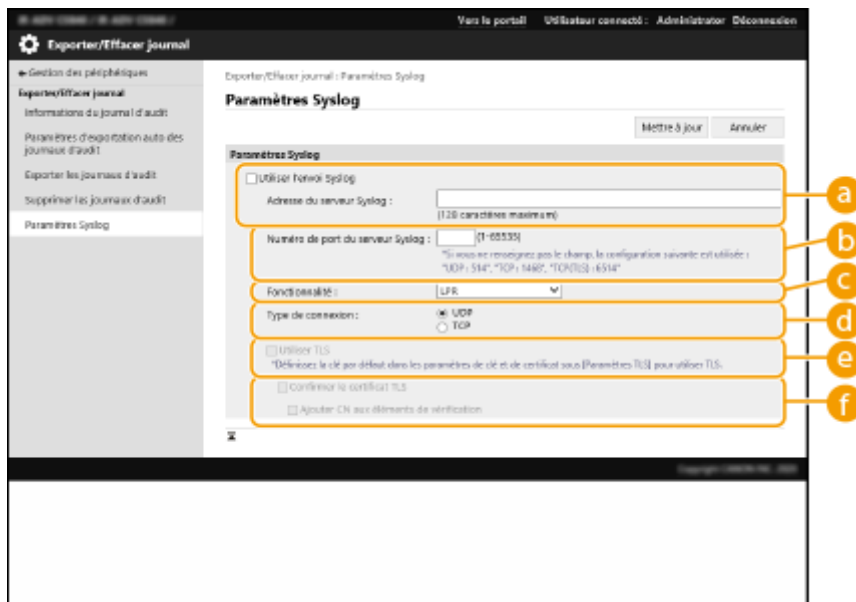 Vers le portail Utilisateur connecté : Administrator Déconnexion
Exporter/Effacer journal
Gestion des périphériques
Exporter/Effacer journal
Informations du journal d'audit
Paramètres d'exportation auto des
journaux d'audit
Exporter les journaux d'audit
Supprimer les journaux d'audit
Paramètres Syslog
Exporter/Effacer journal : Paramètres Syslog
Paramètres Syslog
Mettre à jour Annuler
Paramètres Syslog
Utiliser l'envoi Syslog
Adresse du serveur Syslog :
(128 caractères maximum)
a
Numéro de port du serveur Syslog : (1-65535)
*Si vous ne renseignez pas le champ, la configuration suivante est utilisée :
"UDP : 514", "TCP : 1468", "TCP(TLS) : 6514"
b
Fonctionnalité : LPR
c
Type de connexion : UDP
TCP
d
Utiliser TLS
*Définissez la clé par défaut dans les paramètres de clé et de certificat sous [Paramètres TLS] pour utiliser TLS.
e
Confirmer le certificat TLS
Ajouter CN aux éléments de vérification
f
Copyright CANON INC.